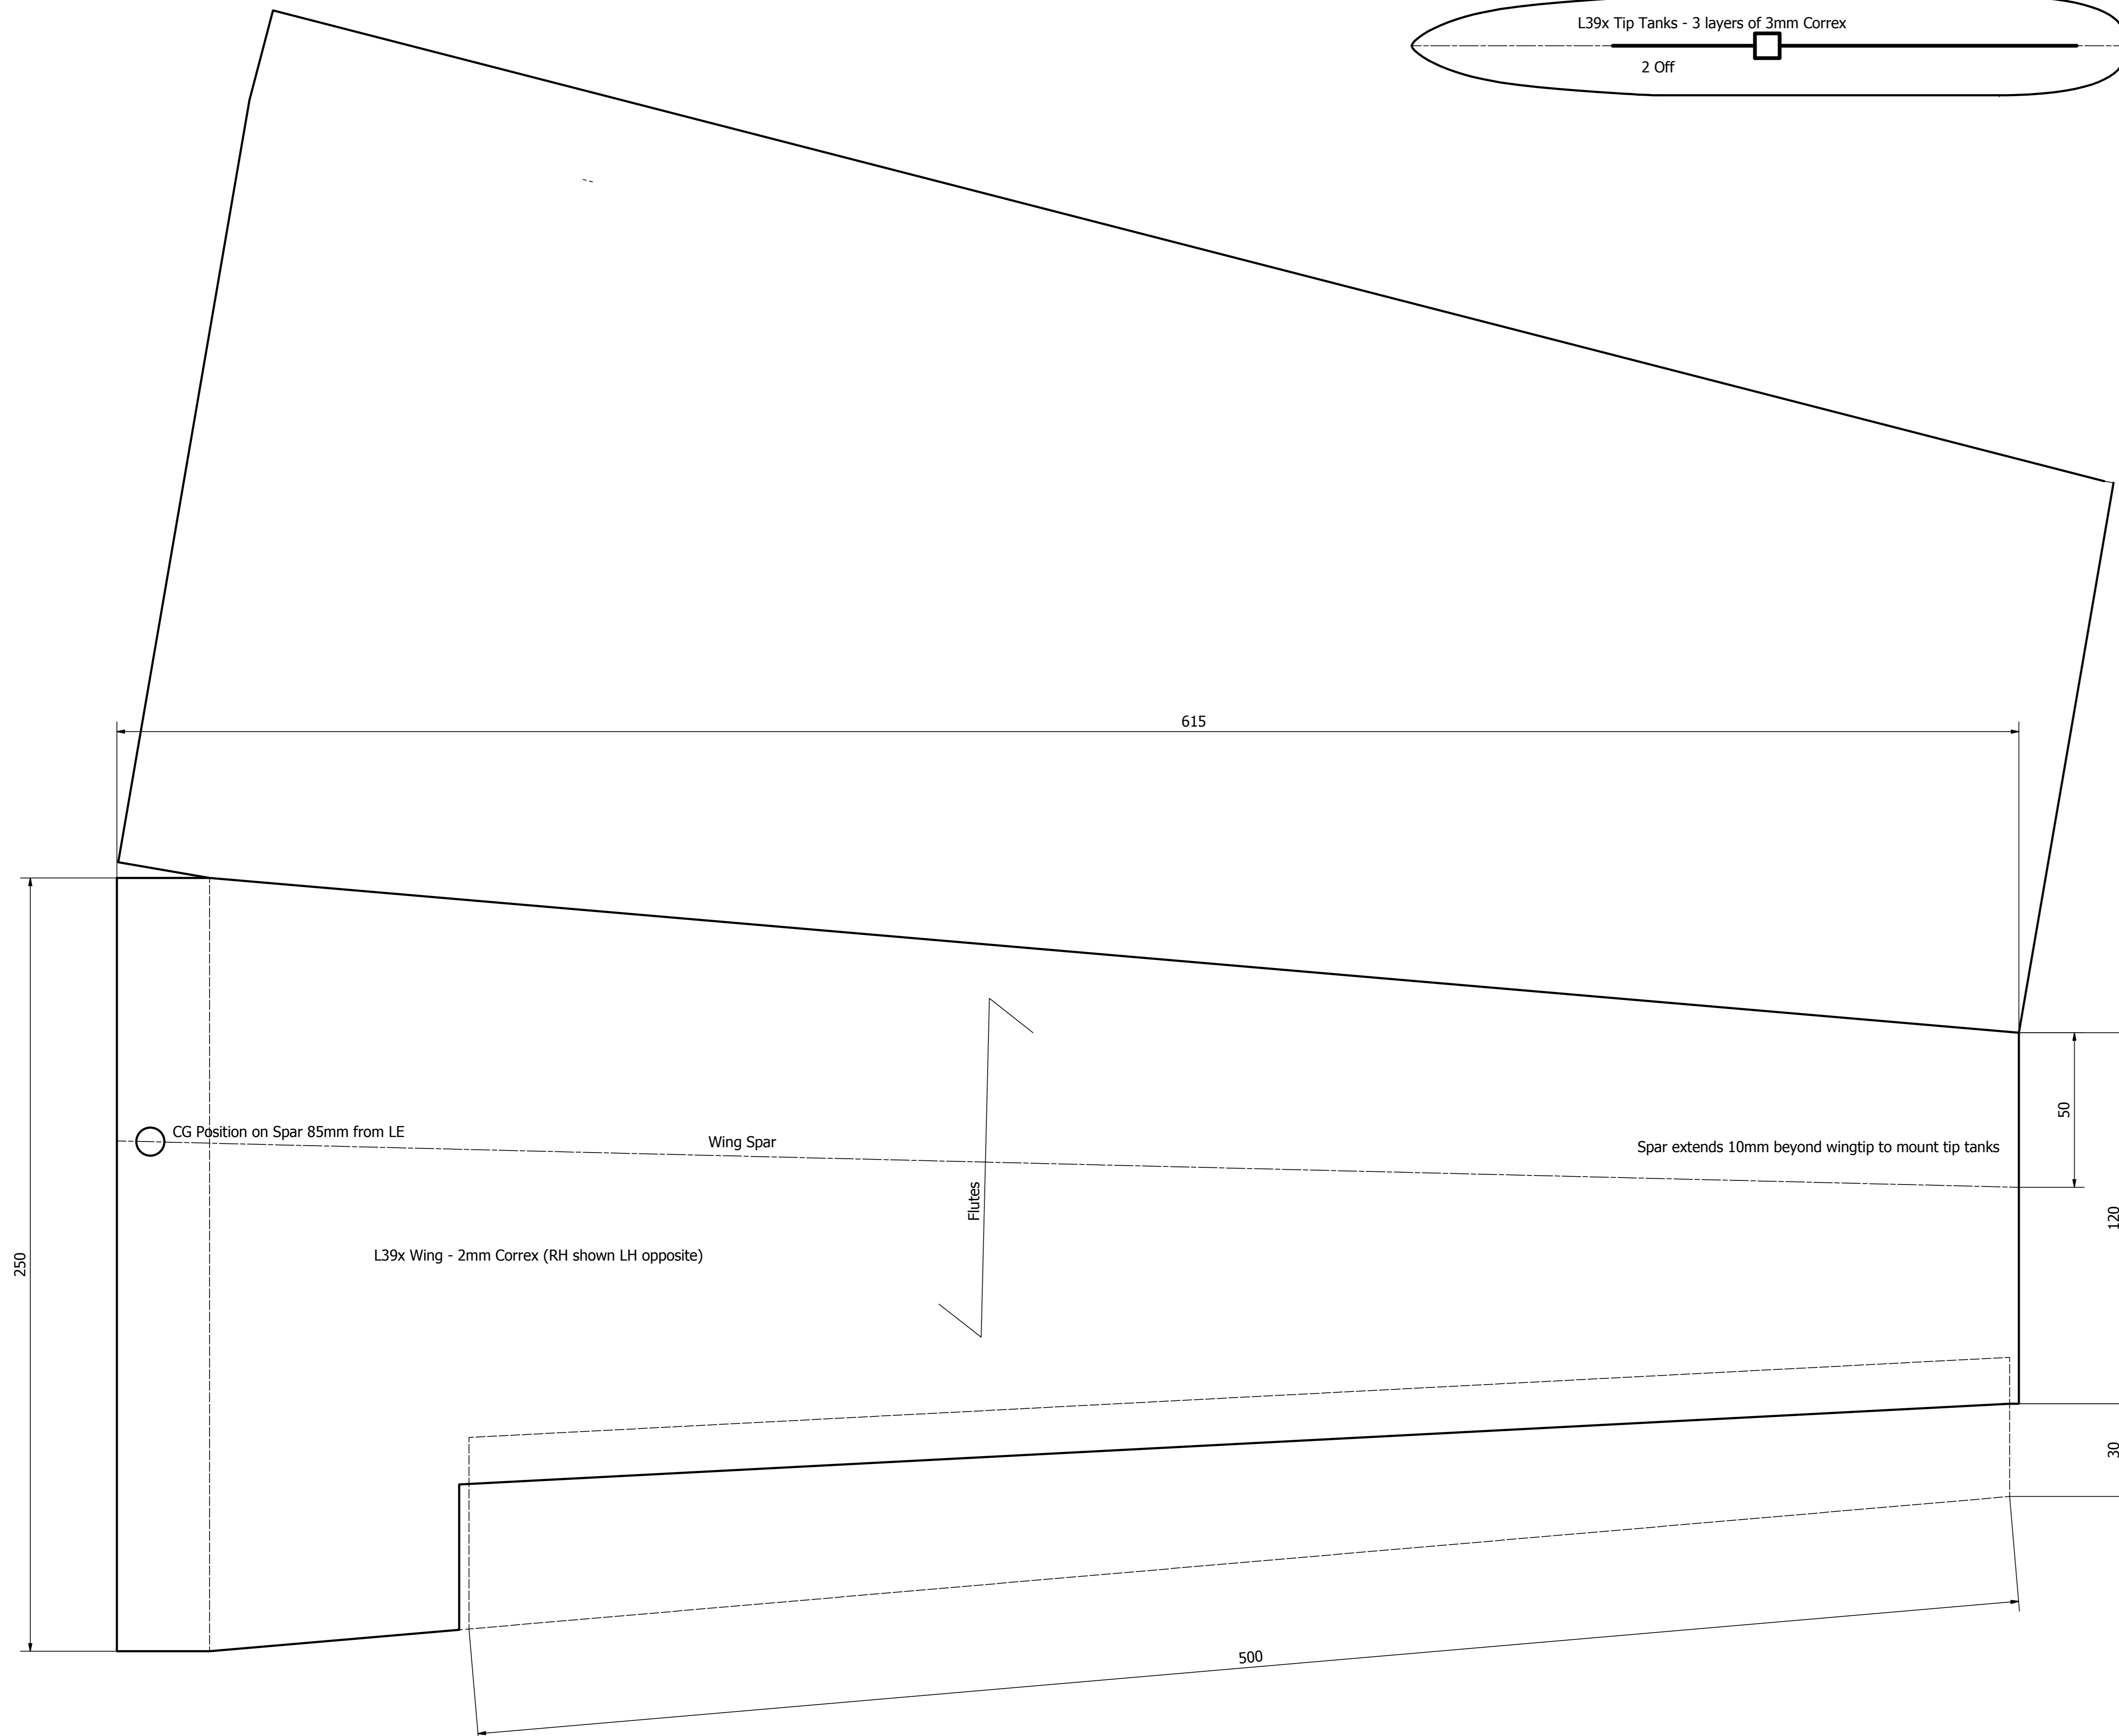 L39x Tip Tanks - 3 layers of 3mm Correx
2 Off
615
CG Position on Spar 85mm from LE
Wing Spar
Spar extends 10mm beyond wingtip to mount tip tanks
50
120
Flutes
250
L39x Wing - 2mm Correx (RH shown LH opposite)
30
500